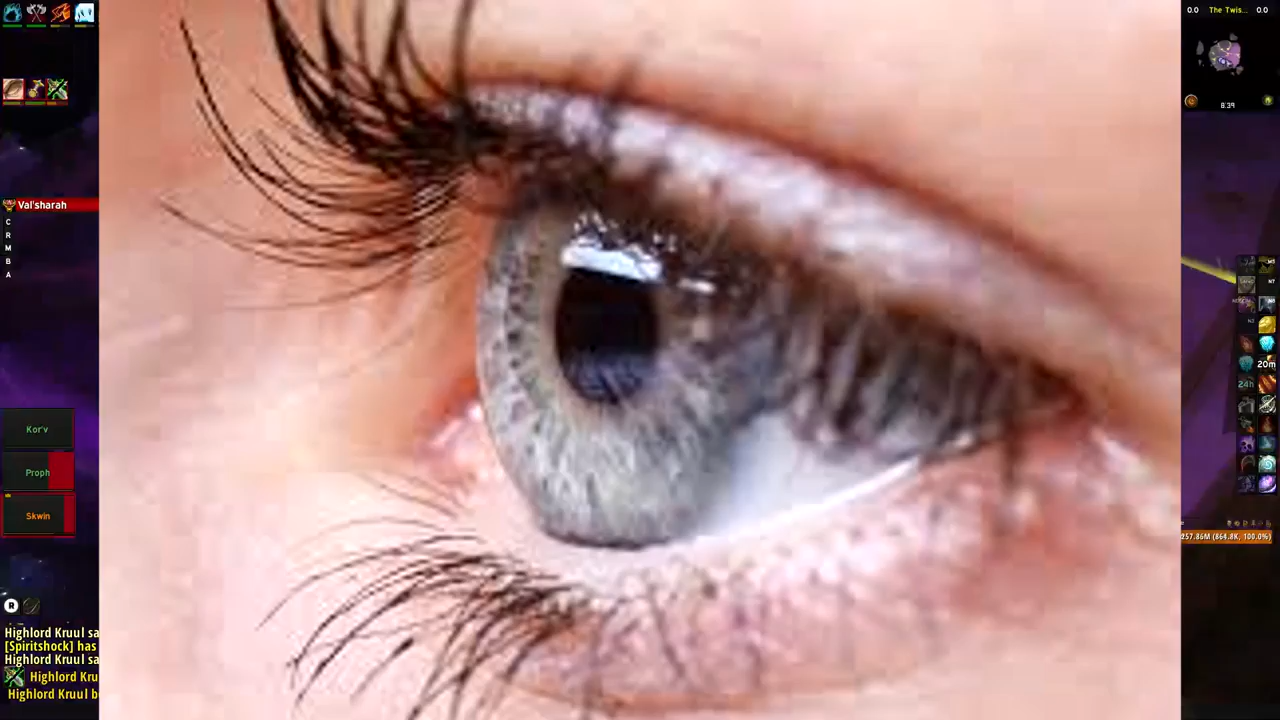 0.0 The Twis... 0.0
8:39
Val'sharah
C
R
M
B
A
20m
24h
Kor'v
Proph
Skwin
257.86M (864.8K, 100.0%)
R
Highlord Kruul sa
[Spiritshock] has
Highlord Kruul sa
Highlord Kru
Highlord Kruul b